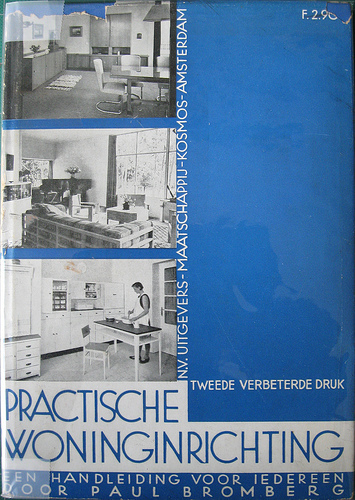 F. 2.90
N.V. UITGEVERS-MAATSCHAPPIJ-KOSMOS-AMSTERDAM
TWEEDE VERBETERDE DRUK
PRACTISCHE
WONINGINRICHTING
EEN HANDLEIDING VOOR IEDEREEN
DOOR PAUL BROMBERG